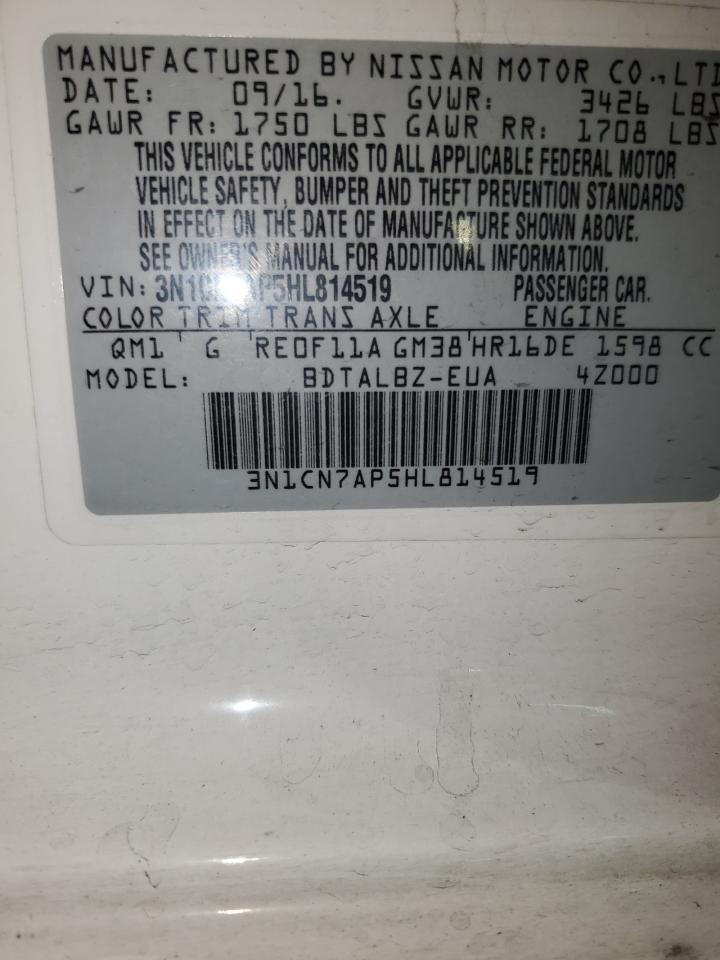 MANUFACTURED BY NISSAN MOTOR CO., LTD
DATE: 09/16. GVWR: 3426 LBS
GAWR FR: 1750 LBS GAWR RR: 1708 LBS
THIS VEHICLE CONFORMS TO ALL APPLICABLE FEDERAL MOTOR
VEHICLE SAFETY, BUMPER AND THEFT PREVENTION STANDARDS
IN EFFECT ON THE DATE OF MANUFACTURE SHOWN ABOVE.
SEE OWNER'S MANUAL FOR ADDITIONAL INFORMATION.
VIN: 3N1CN7AP5HL814519 PASSENGER CAR.
COLOR TRIM TRANS AXLE ENGINE
QM1 G RE0F11A GM38 HR16DE 1598 CC
MODEL: BDTALBZ-EUA 4Z000
3N1CN7AP5HL814519